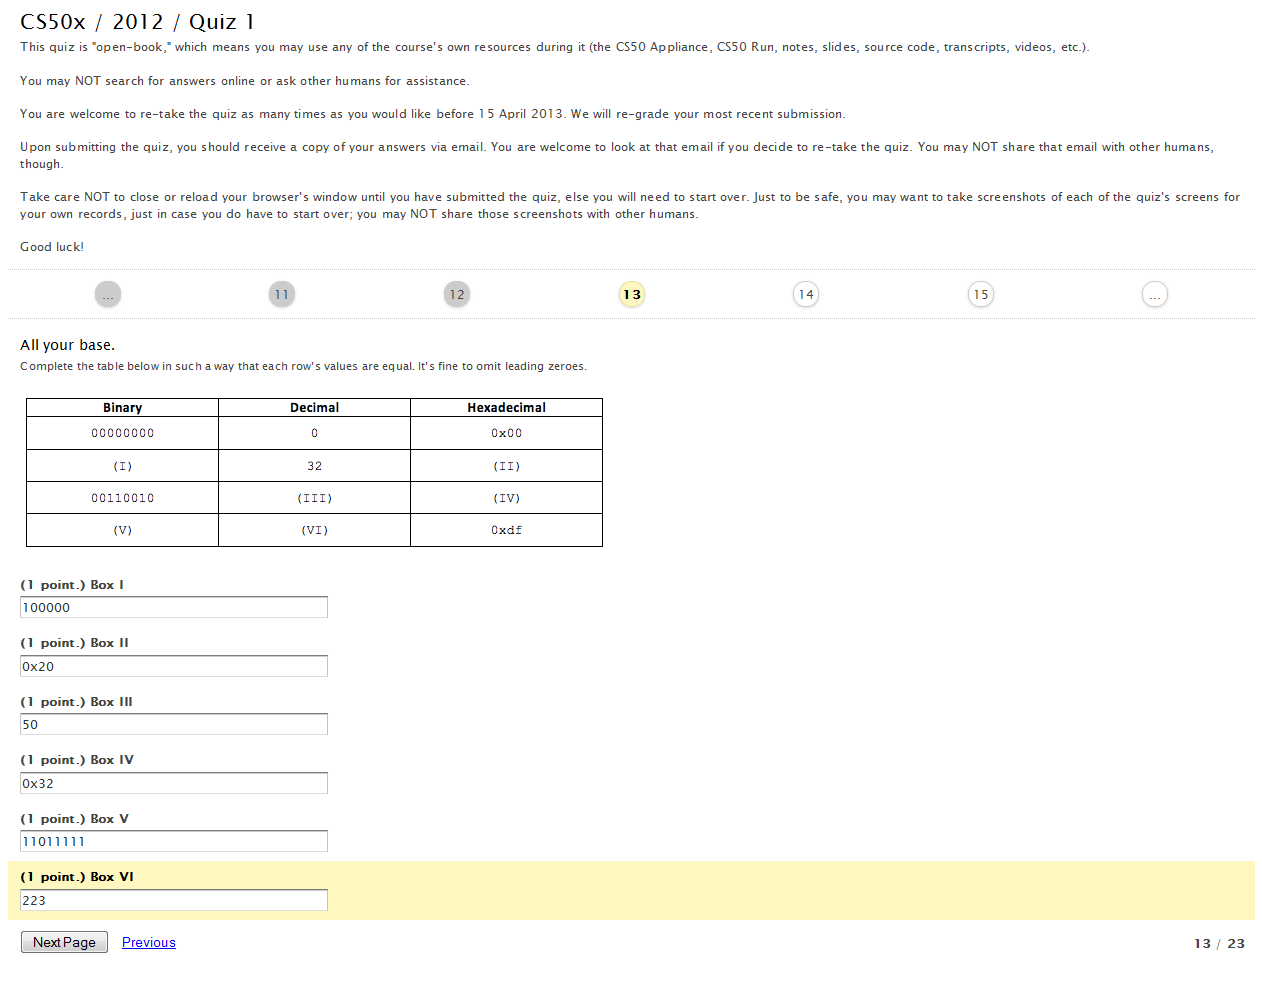 CS50x / 2012 / Quiz 1
This quiz is "open-book," which means you may use any of the course's own resources during it (the CS50 Appliance, CS50 Run, notes, slides, source code, transcripts, videos, etc.).
You may NOT search for answers online or ask other humans for assistance.
You are welcome to re-take the quiz as many times as you would like before 15 April 2013. We will re-grade your most recent submission.
Upon submitting the quiz, you should receive a copy of your answers via email. You are welcome to look at that email if you decide to re-take the quiz. You may NOT share that email with other humans,
though.
Take care NOT to close or reload your browser's window until you have submitted the quiz, else you will need to start over. Just to be safe, you may want to take screenshots of each of the quiz's screens for
your own records, just in case you do have to start over; you may NOT share those screenshots with other humans.
Good luck!
... 11 12 13 14 15 ...
All your base.
Complete the table below in such a way that each row's values are equal. It's fine to omit leading zeroes.
Binary Decimal Hexadecimal
00000000 0 0x00
(I) 32 (II)
00110010 (III) (IV)
(V) (VI) 0xdf
(1 point.) Box I
100000
(1 point.) Box II
0x20
(1 point.) Box III
50
(1 point.) Box IV
0x32
(1 point.) Box V
11011111
(1 point.) Box VI
223
Next Page Previous 13 / 23